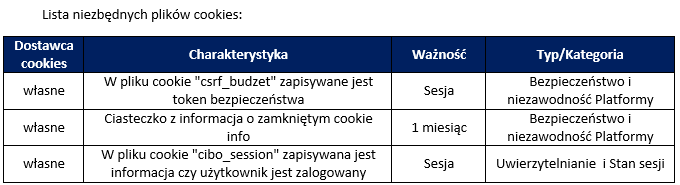 Lista niezbędnych plików cookies:
Dostawca cookies | Charakterystyka | Ważność | Typ/Kategoria
własne | W pliku cookie "csrf_budzet" zapisywane jest token bezpieczeństwa | Sesja | Bezpieczeństwo i niezawodność Platformy
własne | Ciasteczko z informacja o zamkniętym cookie info | 1 miesiąc | Bezpieczeństwo i niezawodność Platformy
własne | W pliku cookie "cibo_session" zapisywana jest informacja czy użytkownik jest zalogowany | Sesja | Uwierzytelnianie i Stan sesji